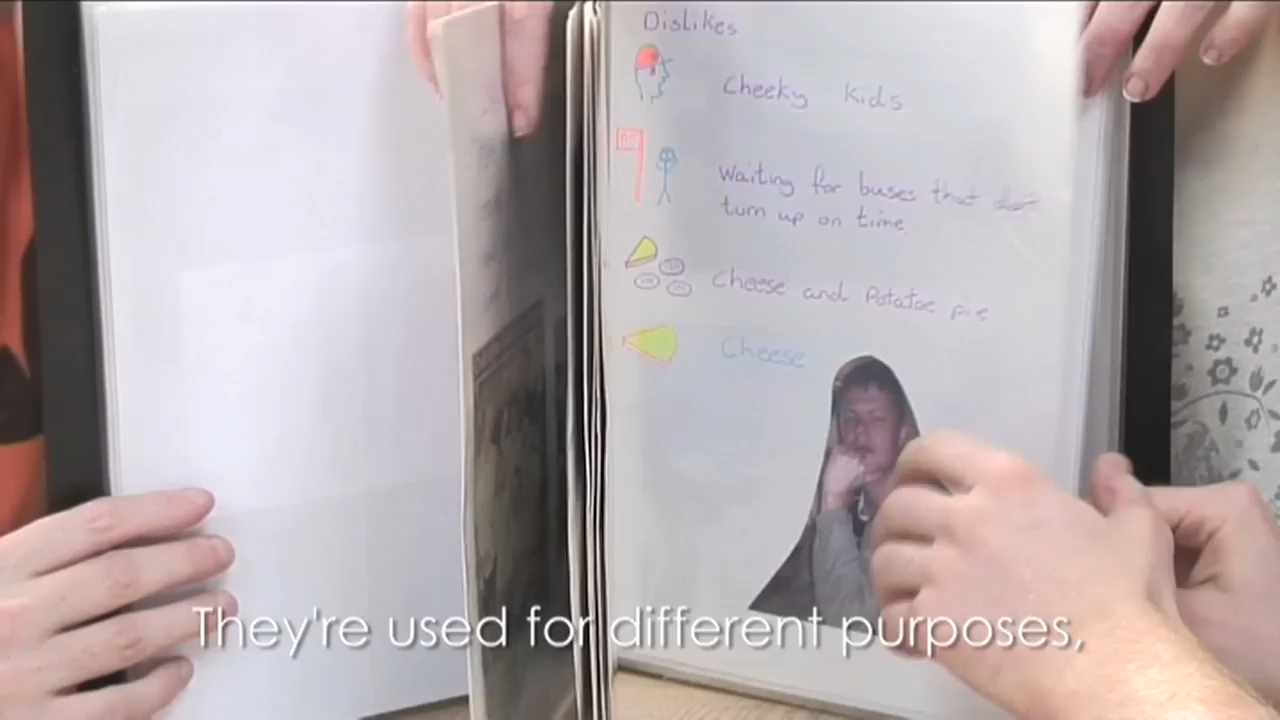 Dislikes
Cheeky kids
Waiting for buses that don't
turn up on time.
Cheese and Potatoe pie
Cheese
They're used for different purposes,